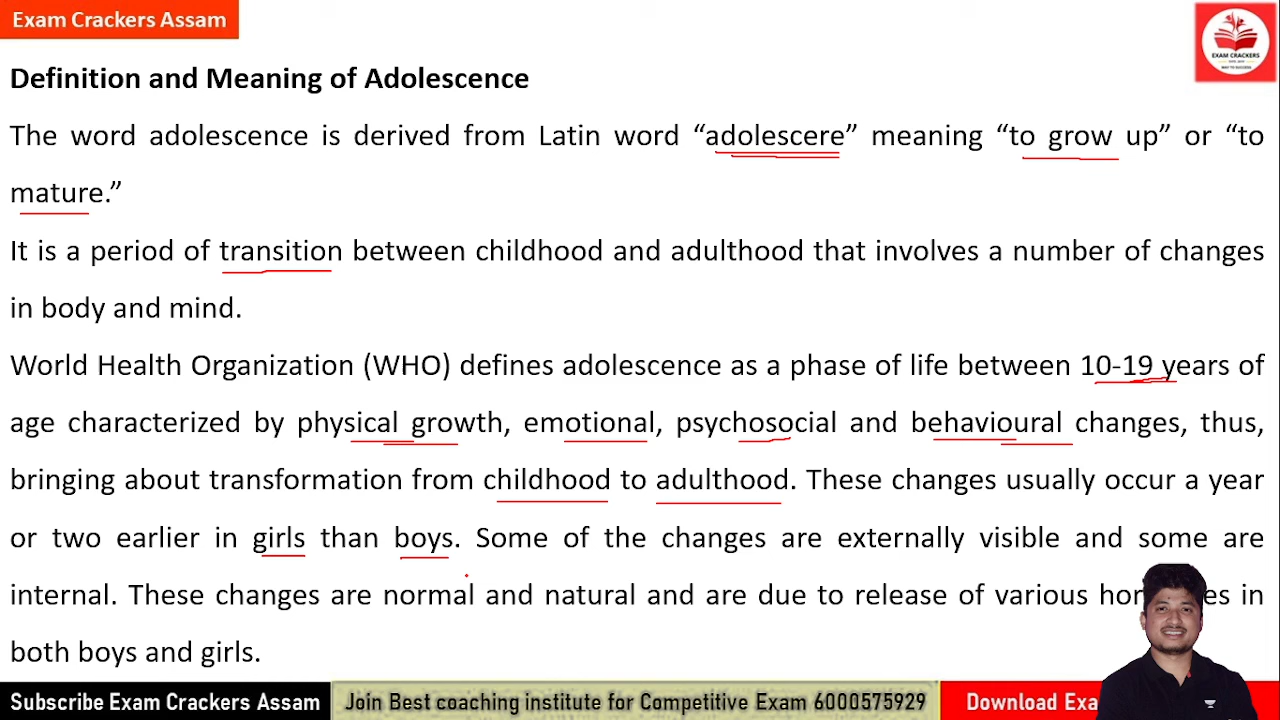 Exam Crackers Assam
EXAM CRACKERS
WAY TO SUCCESS
Definition and Meaning of Adolescence
The word adolescence is derived from Latin word “adolescere” meaning “to grow up” or “to
mature.”
It is a period of transition between childhood and adulthood that involves a number of changes
in body and mind.
World Health Organization (WHO) defines adolescence as a phase of life between 10-19 years of
age characterized by physical growth, emotional, psychosocial and behavioural changes, thus,
bringing about transformation from childhood to adulthood. These changes usually occur a year
or two earlier in girls than boys. Some of the changes are externally visible and some are
internal. These changes are normal and natural and are due to release of various hor es in
both boys and girls.
Subscribe Exam Crackers Assam
Join Best coaching institute for Competitive Exam 6000575929
Download Exa